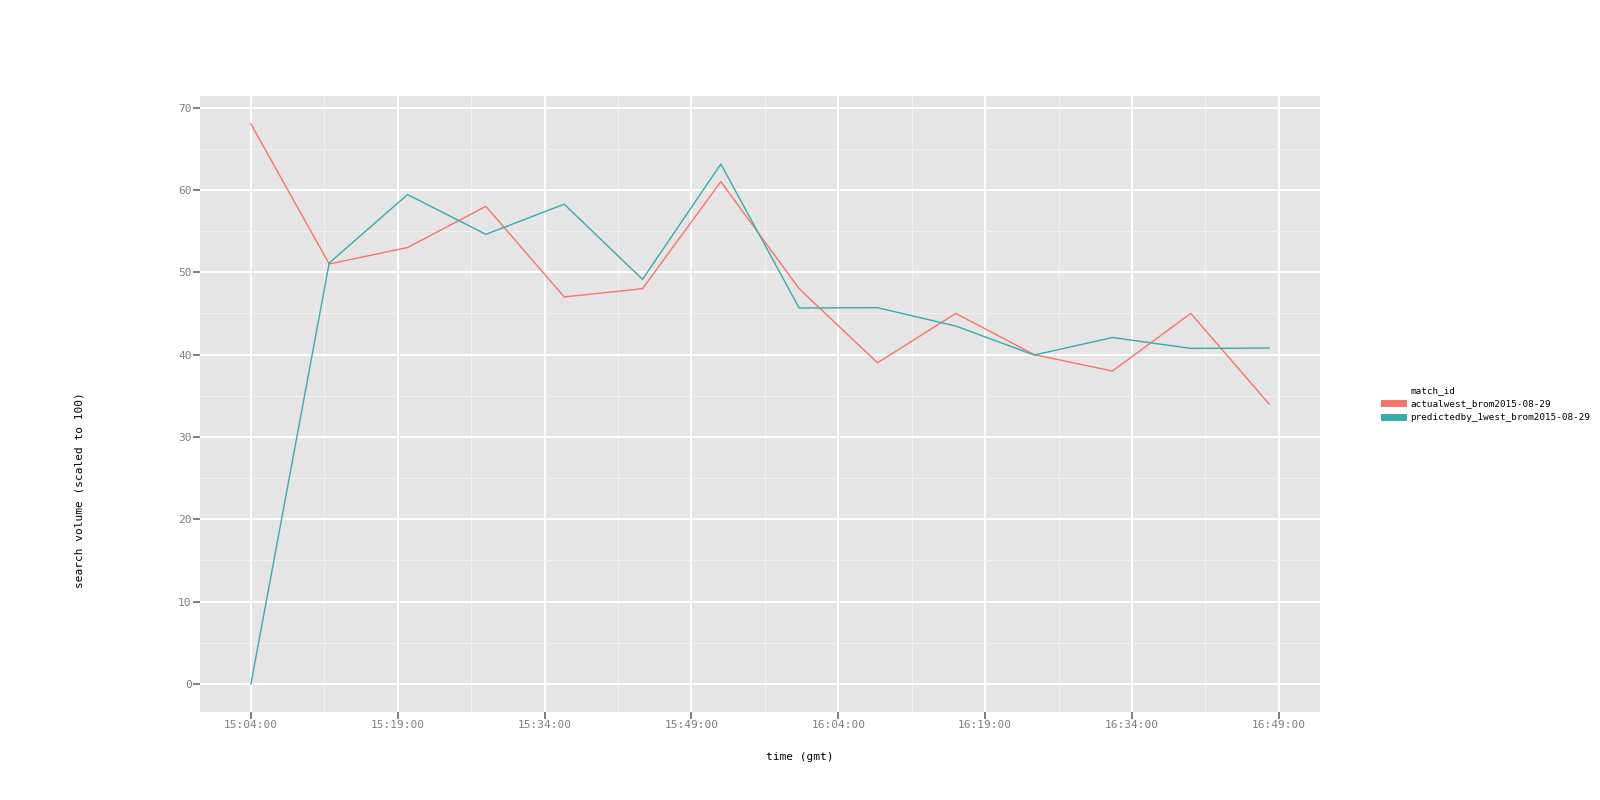 70
60
50
40
30
20
10
0
search volume (scaled to 100)
15:04:00 15:19:00 15:34:00 15:49:00 16:04:00 16:19:00 16:34:00 16:49:00
time (gmt)
match_id
actualwest_brom2015-08-29
predictedby_1west_brom2015-08-29